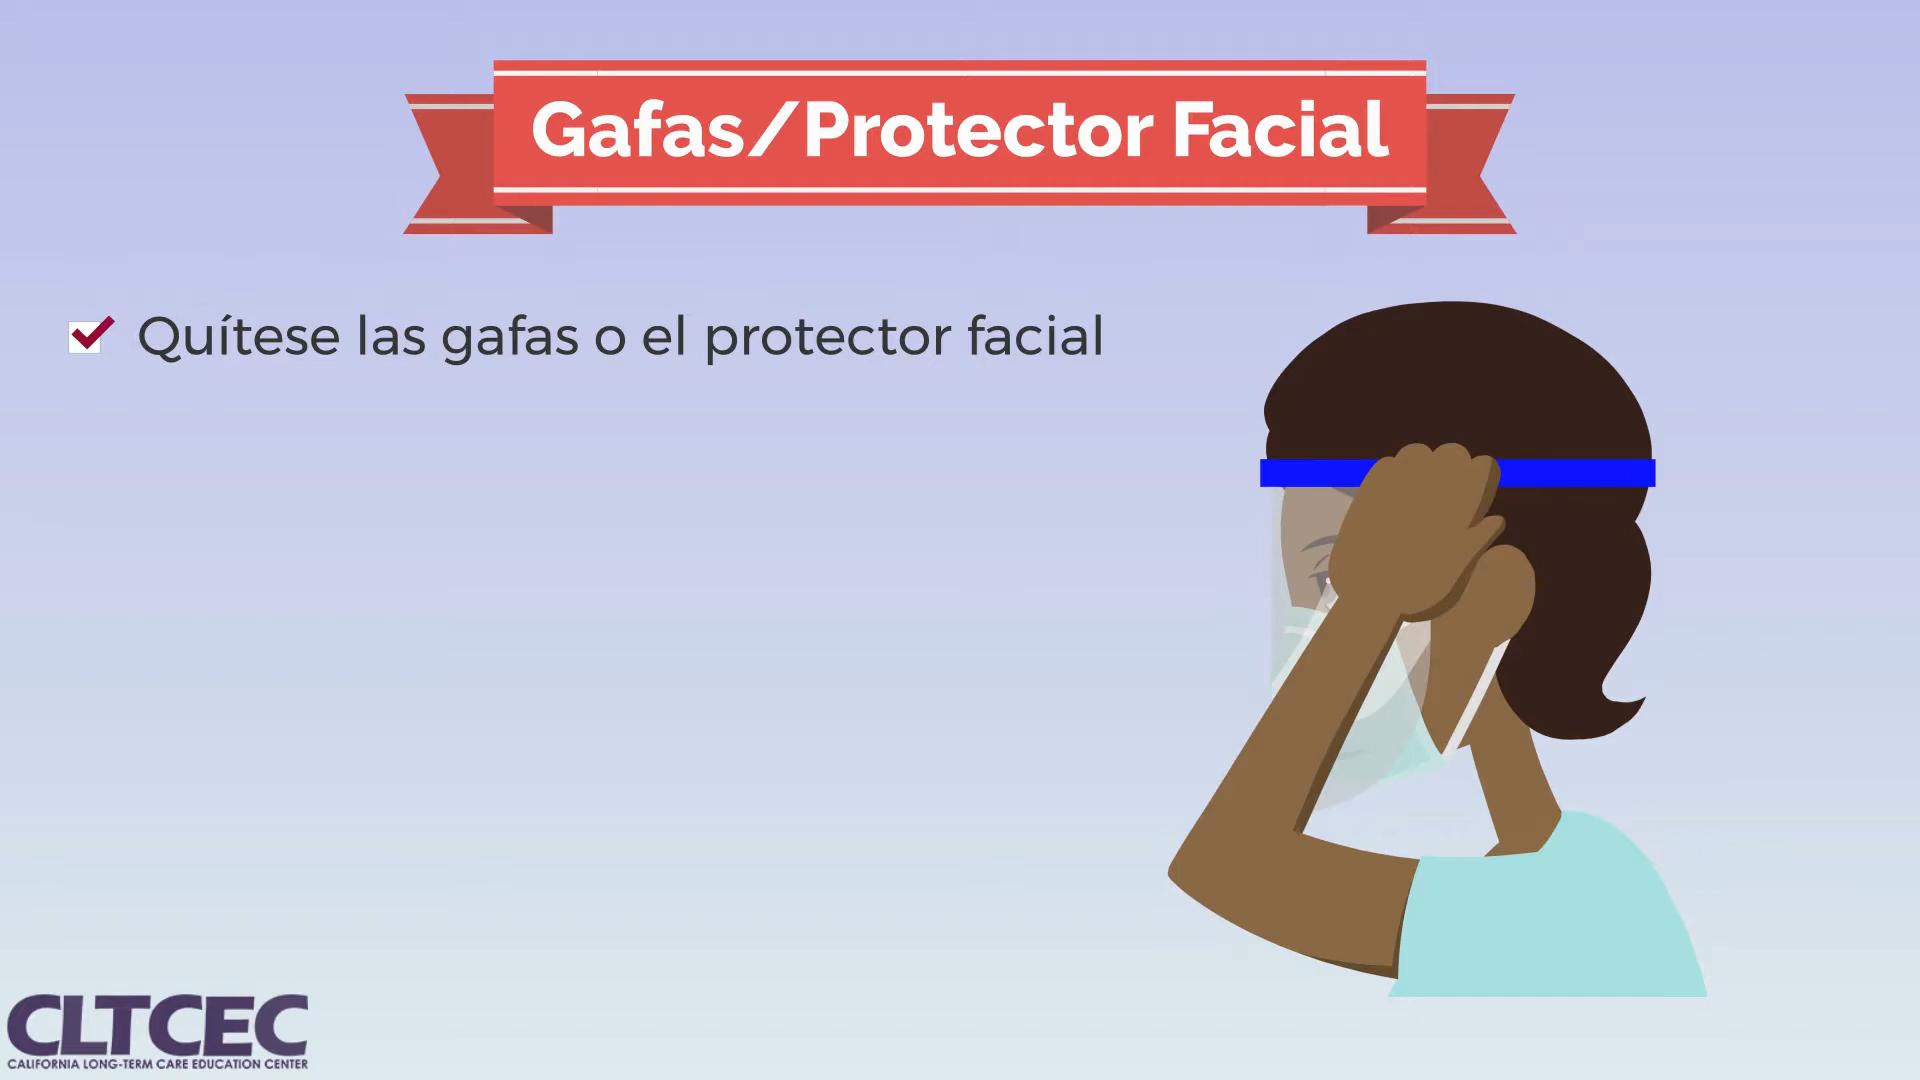 Gafas/Protector Facial
Quítese las gafas o el protector facial
CLTCEC
CALIFORNIA LONG-TERM CARE EDUCATION CENTER